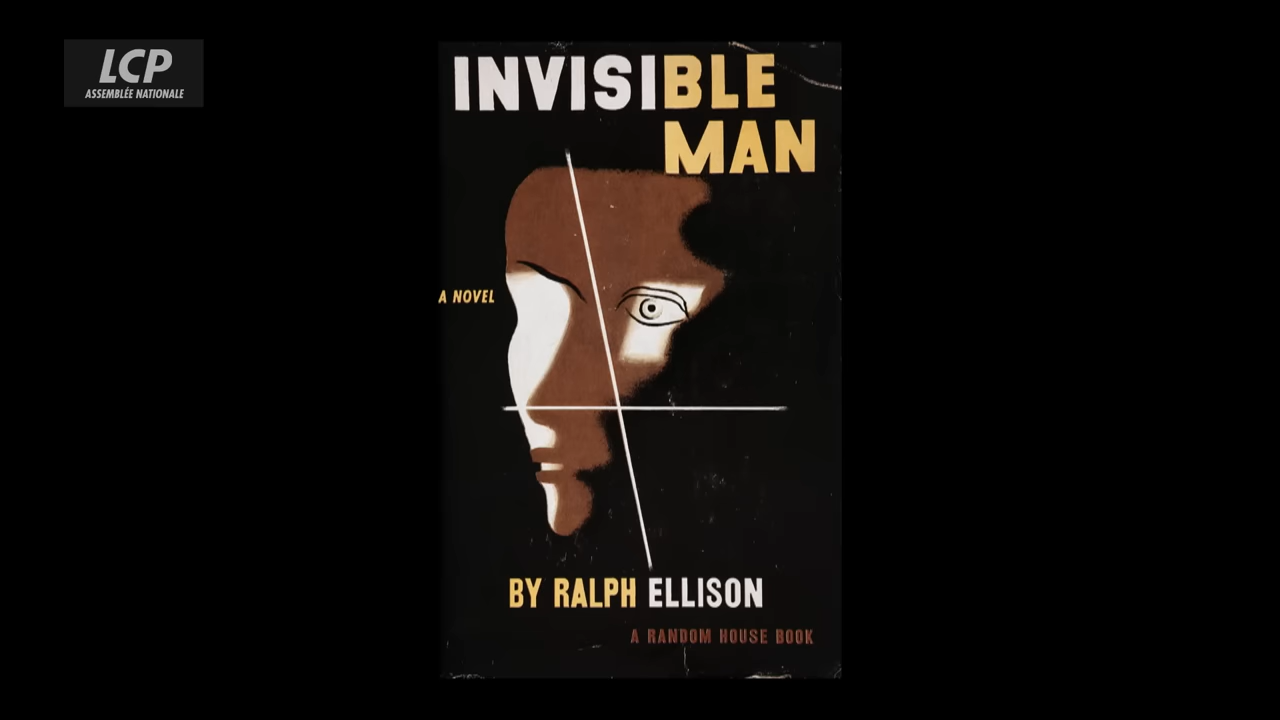 LCP
ASSEMBLÉE NATIONALE
INVISIBLE
MAN
A NOVEL
BY RALPH ELLISON
A RANDOM HOUSE BOOK